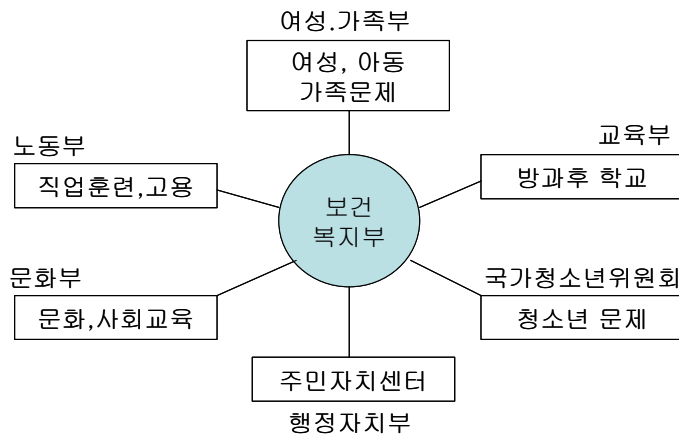 여성.가족부
여성, 아동
가족문제
노동부
직업훈련,고용
교육부
방과후 학교
보건
복지부
문화부
문화,사회교육
국가청소년위원회
청소년 문제
주민자치센터
행정자치부